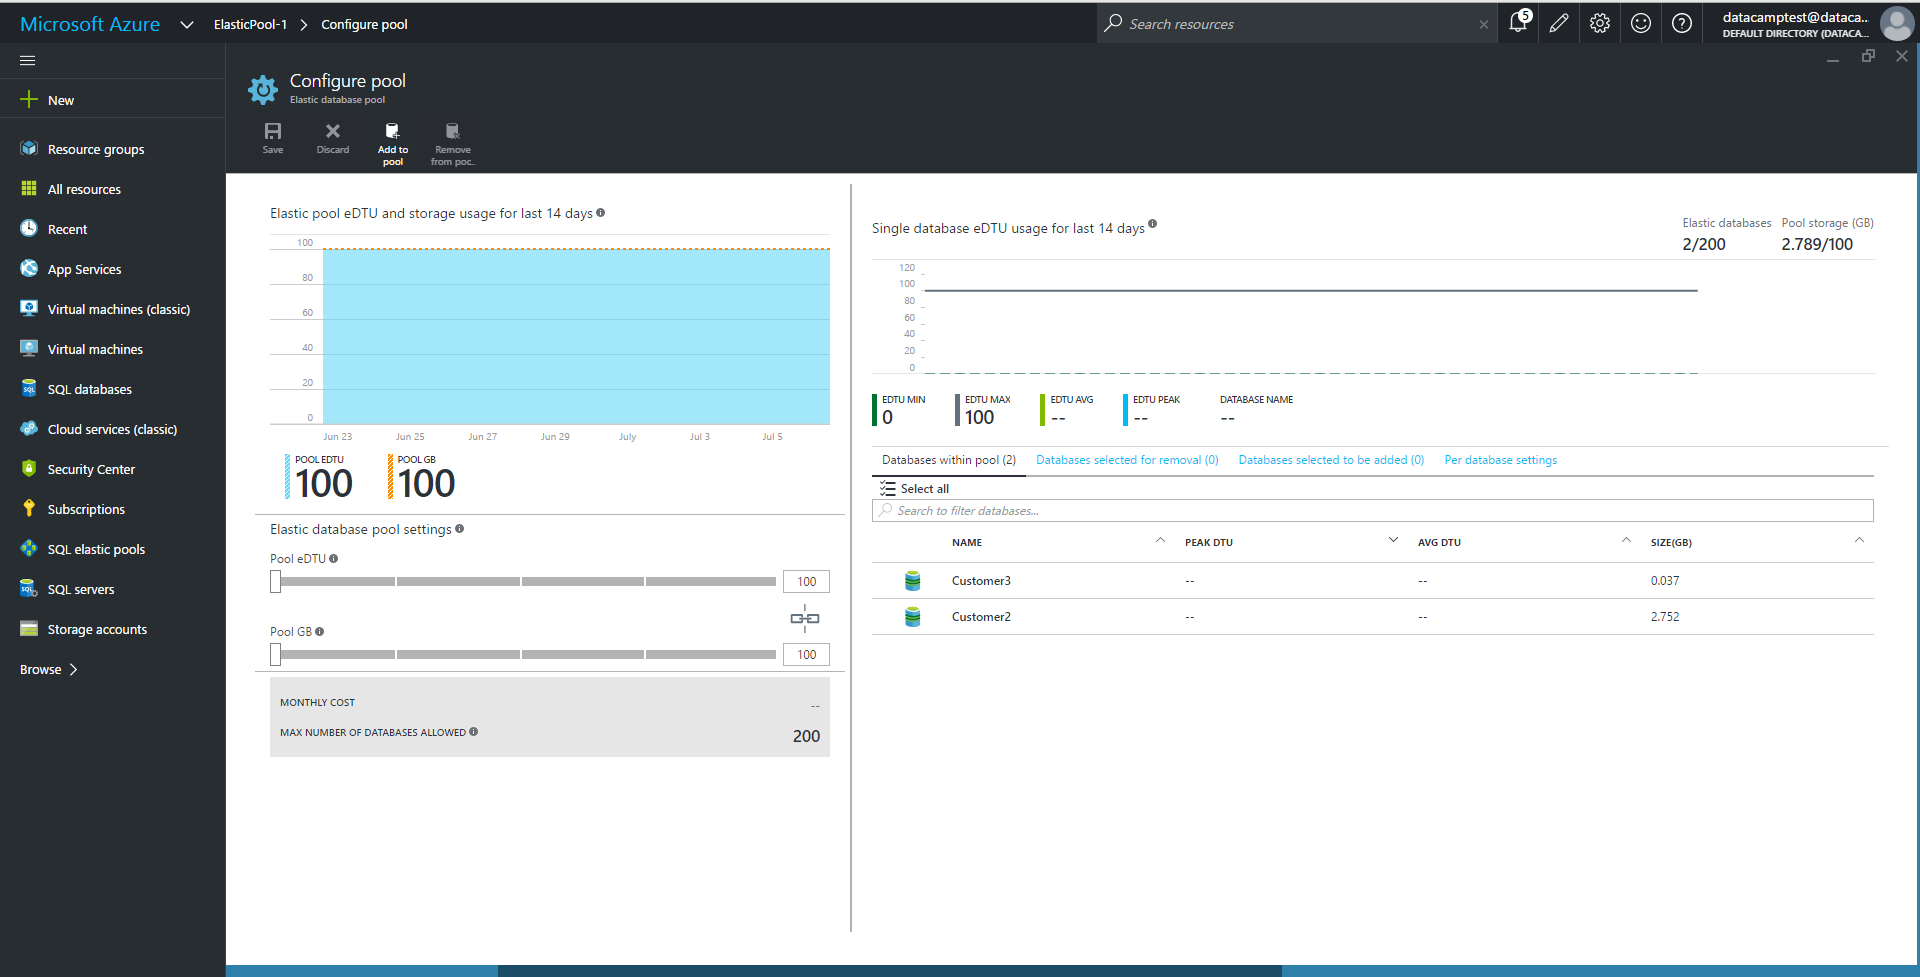 Microsoft Azure ElasticPool-1 Configure pool
Search resources
5
datacamptest@dataca...
DEFAULT DIRECTORY (DATACA...
New
Resource groups
All resources
Recent
App Services
Virtual machines (classic)
Virtual machines
SQL databases
Cloud services (classic)
Security Center
Subscriptions
SQL elastic pools
SQL servers
Storage accounts
Browse
Configure pool
Elastic database pool
Save
Discard
Add to
pool
Remove
from poc..
Elastic pool eDTU and storage usage for last 14 days
100
80
60
40
20
0
Jun 23 Jun 25 Jun 27 Jun 29 July Jul 3 Jul 5
POOL EDTU
100
POOL GB
100
Elastic database pool settings
Pool eDTU
100
Pool GB
100
MONTHLY COST --
MAX NUMBER OF DATABASES ALLOWED 200
Single database eDTU usage for last 14 days
Elastic databases
2/200
Pool storage (GB)
2.789/100
120
100
80
60
40
20
0
EDTU MIN
0
EDTU MAX
100
EDTU AVG
--
EDTU PEAK
--
DATABASE NAME
--
Databases within pool (2) Databases selected for removal (0) Databases selected to be added (0) Per database settings
Select all
Search to filter databases...
NAME PEAK DTU AVG DTU SIZE(GB)
Customer3 -- -- 0.037
Customer2 -- -- 2.752